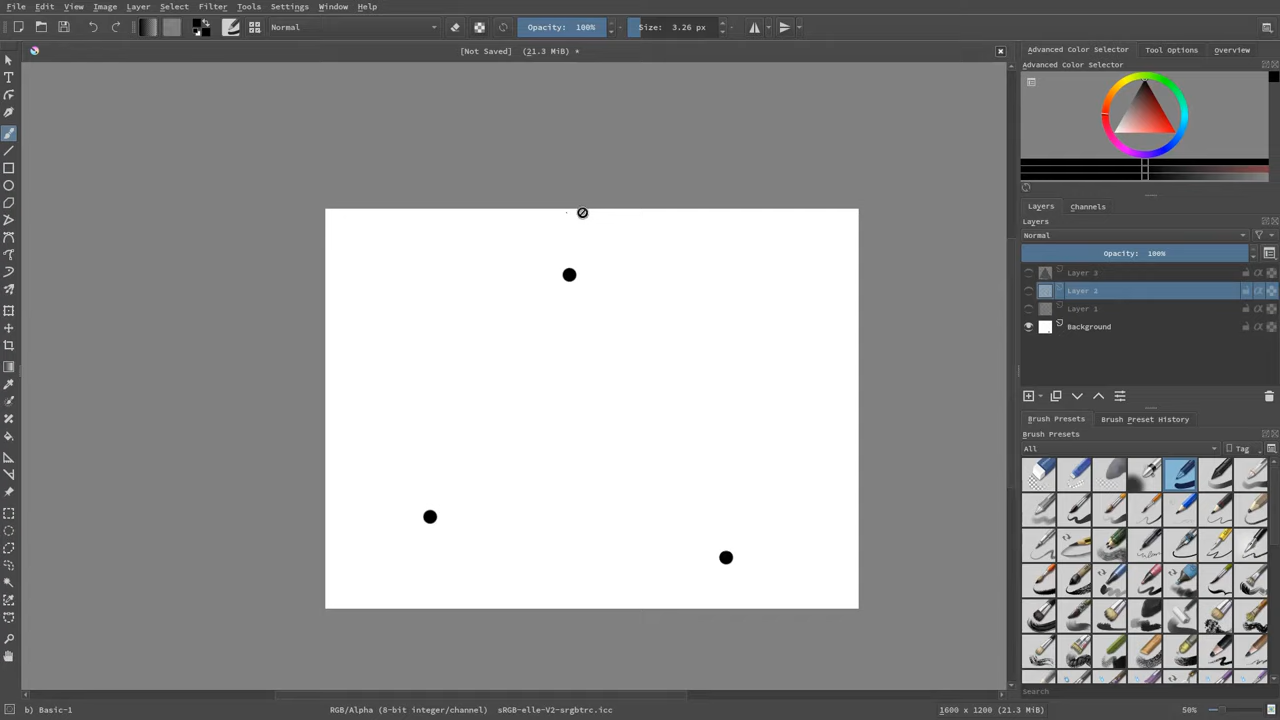 File Edit View Image Layer Select Filter Tools Settings Window Help
Normal Opacity: 100% Size: 3.26 px
[Not Saved] (21.3 MiB) *
Advanced Color Selector Tool Options Overview
Advanced Color Selector
Layers Channels
Layers
Normal
Opacity: 100%
Layer 3
Layer 2
Layer 1
Background
Brush Presets Brush Preset History
Brush Presets
All Tag
Search
b) Basic-1 RGB/Alpha (8-bit integer/channel) sRGB-elle-V2-srgbtrc.icc 1600 x 1200 (21.3 MiB) 50%